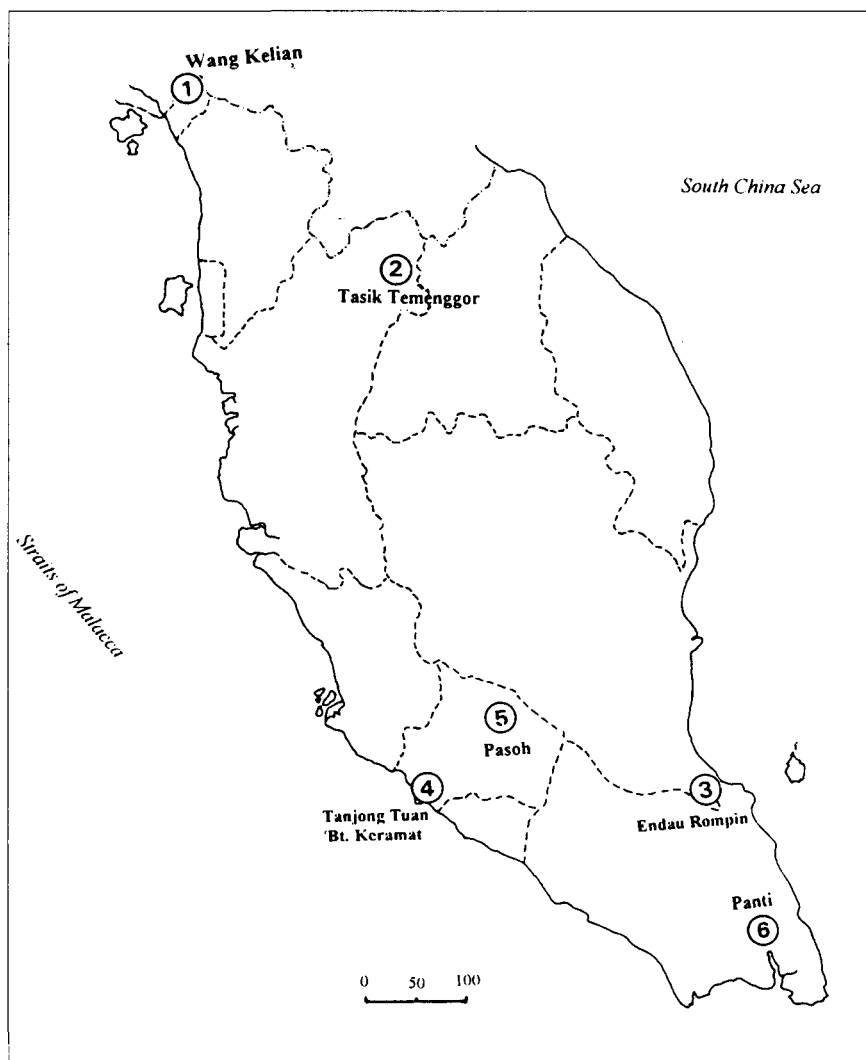 Wang Kelian
1
South China Sea
2
Tasik Temenggor
Straits of Malacca
5
Pasoh
4
3
Tanjong Tuan
'Bt. Keramat
Endau Rompin
Panti
6
0 50 100